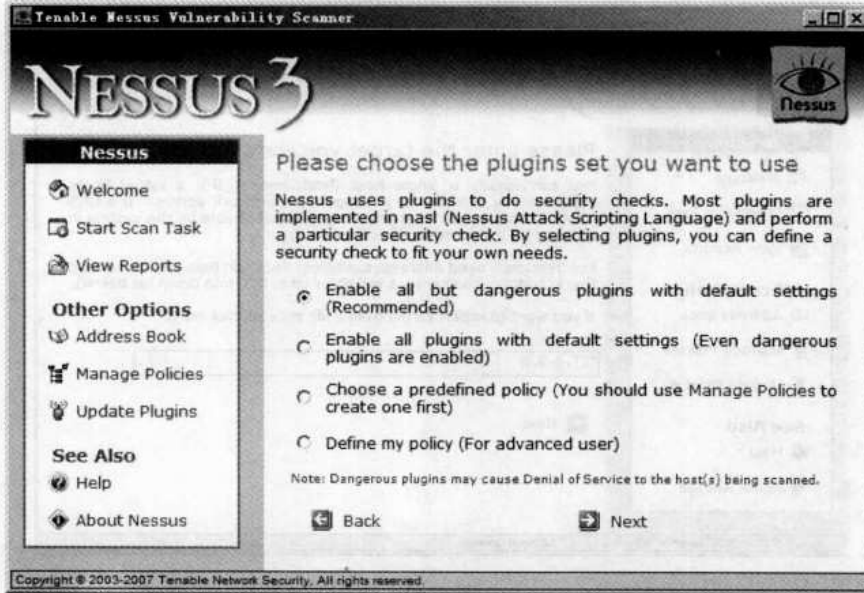 Tenable Nessus Vulnerability Scanner
NESSUS 3
Nessus
Nessus
Welcome
Start Scan Task
View Reports
Other Options
Address Book
Manage Policies
Update Plugins
See Also
Help
About Nessus
Please choose the plugins set you want to use
Nessus uses plugins to do security checks. Most plugins are
implemented in nasl (Nessus Attack Scripting Language) and perform
a particular security check. By selecting plugins, you can define a
security check to fit your own needs.
Enable all but dangerous plugins with default settings
(Recommended)
Enable all plugins with default settings (Even dangerous
plugins are enabled)
Choose a predefined policy (You should use Manage Policies to
create one first)
Define my policy (For advanced user)
Note: Dangerous plugins may cause Denial of Service to the host(s) being scanned.
Back
Next
Copyright © 2003-2007 Tenable Network Security, All rights reserved.